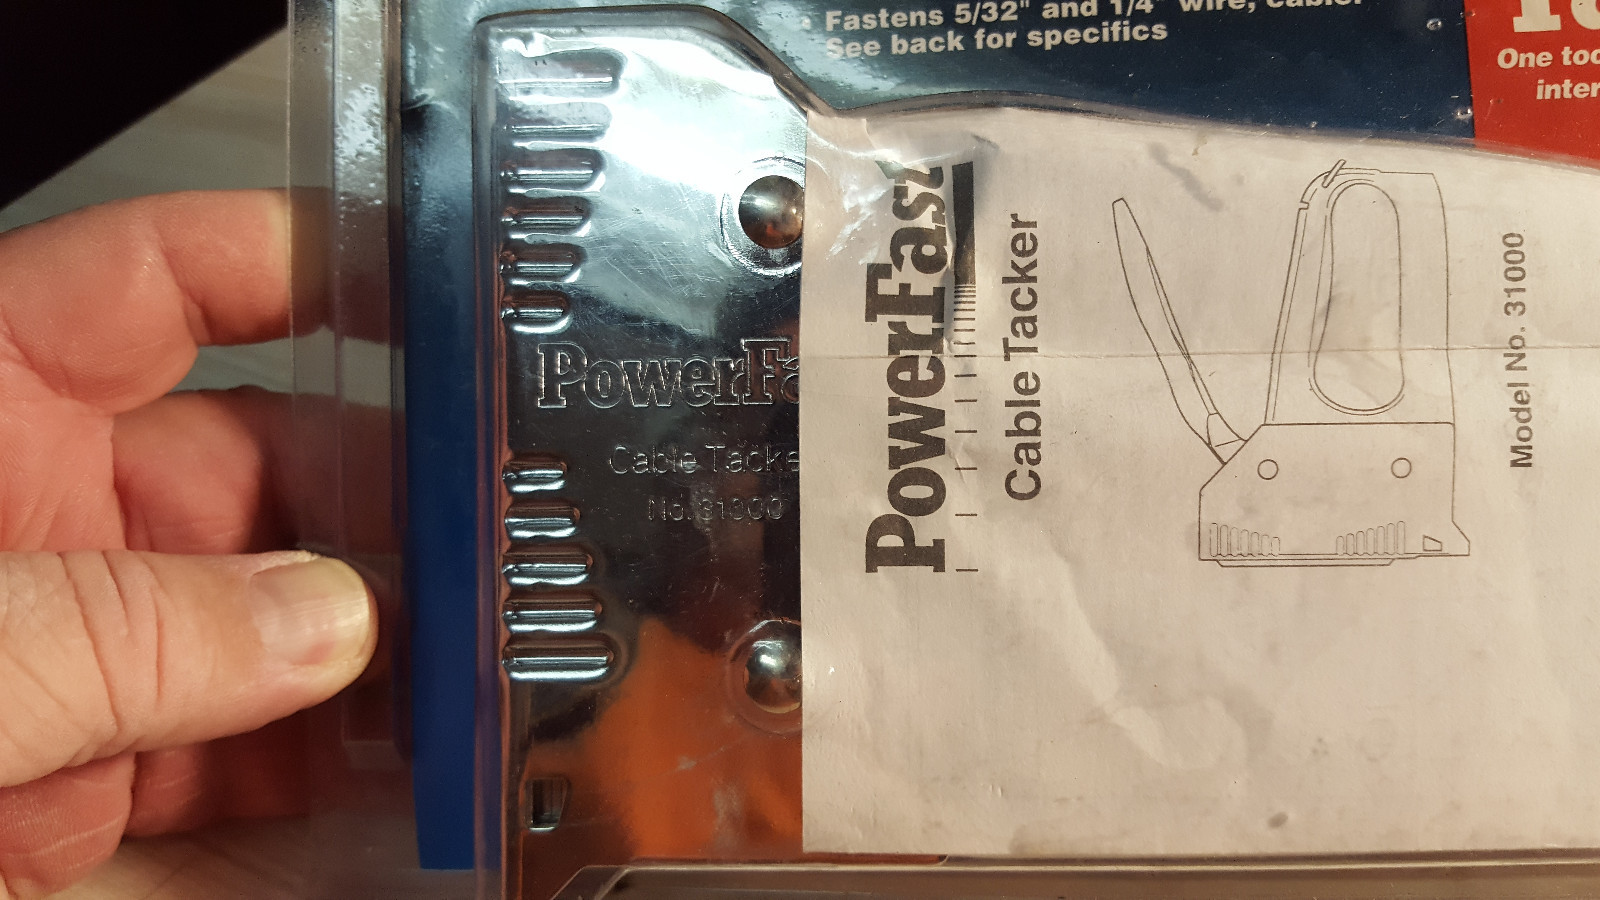 Fastens 5/32" and 1/4" wire, cable.
See back for specifics
One
inter
PowerFa
Cable Tacke
No. 31000
PowerFast
Cable Tacker
Model No. 31000